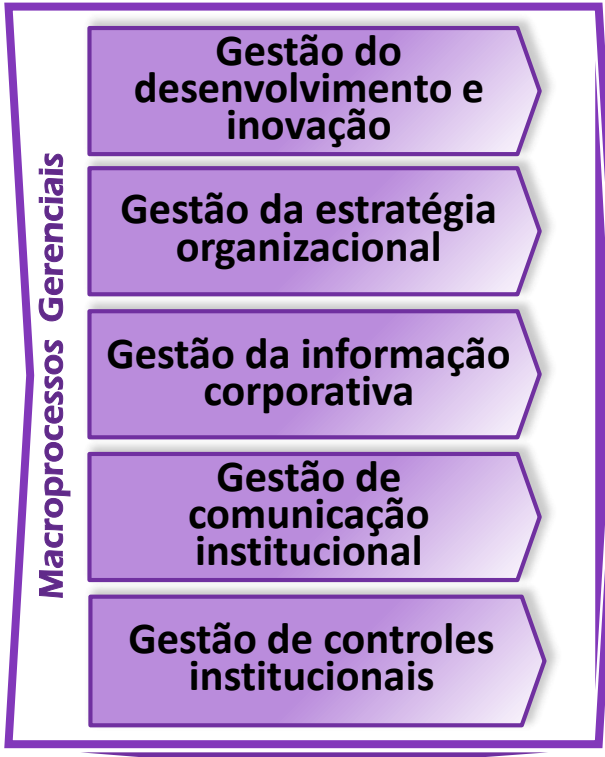 Macroprocessos Gerenciais
Gestão do
desenvolvimento e
inovação
Gestão da estratégia
organizacional
Gestão da informação
corporativa
Gestão de
comunicação
institucional
Gestão de controles
institucionais